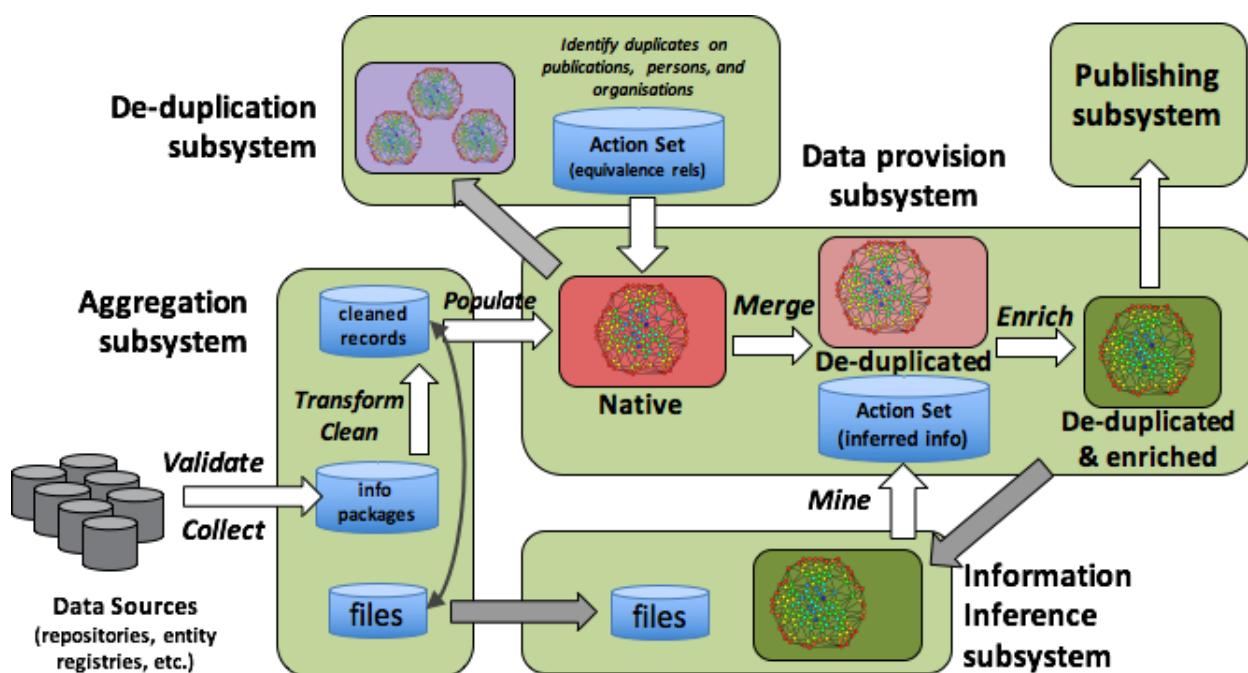 Identify duplicates on
publications, persons, and
organisations
De-duplication
subsystem
Action Set
(equivalence rels)
Publishing
subsystem
Data provision
subsystem
Aggregation
subsystem
cleaned
records
Populate
Merge
Enrich
De-duplicated
Native
Transform
Clean
Action Set
(inferred info)
De-duplicated
& enriched
Validate
Collect
info
packages
Mine
Data Sources
(repositories, entity
registries, etc.)
files
files
Information
Inference
subsystem